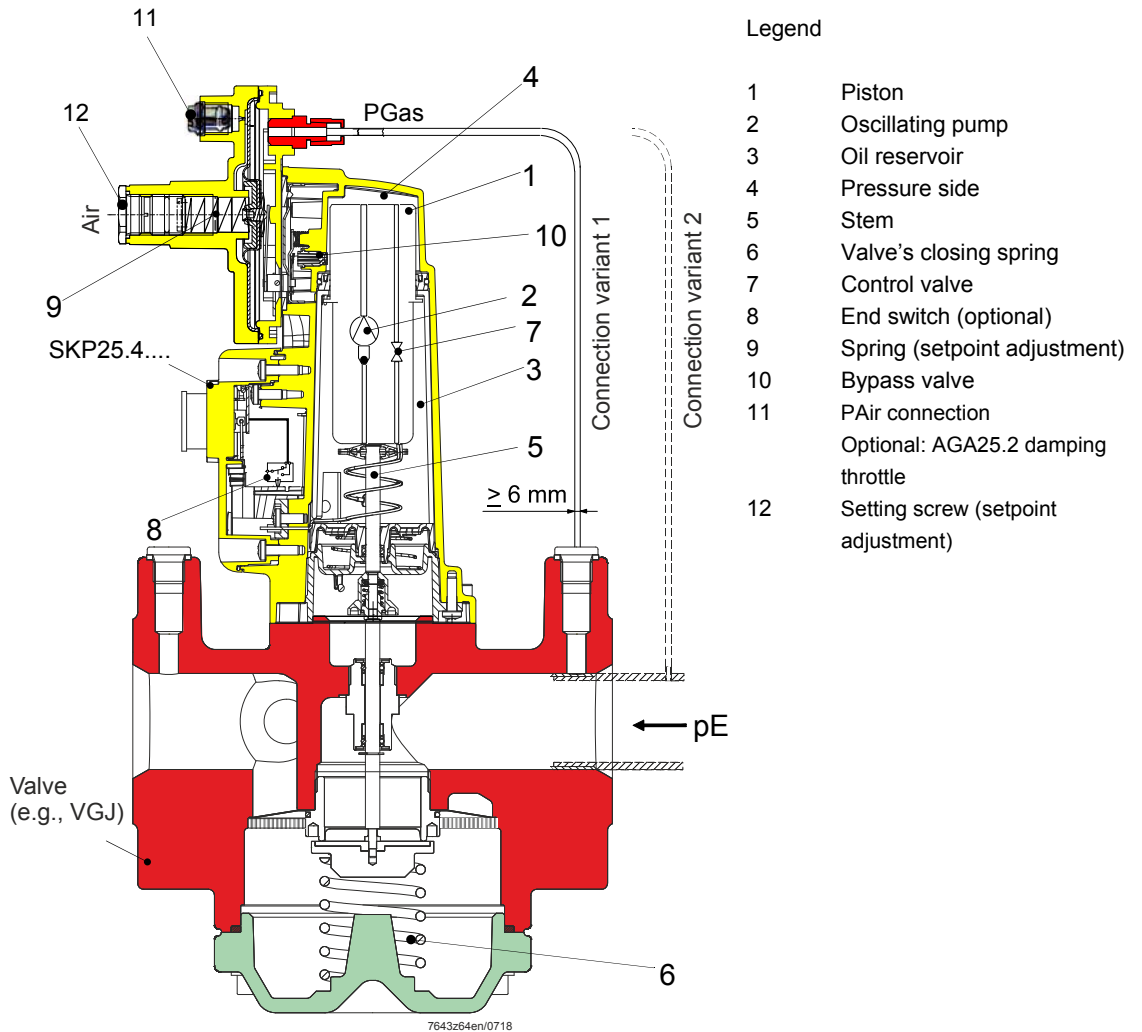 Legend
1 Piston
2 Oscillating pump
3 Oil reservoir
4 Pressure side
5 Stem
6 Valve’s closing spring
7 Control valve
8 End switch (optional)
9 Spring (setpoint adjustment)
10 Bypass valve
11 PAir connection
Optional: AGA25.2 damping
throttle
12 Setting screw (setpoint
adjustment)
11
12
4
PGas
1
Air
10
Connection variant 1
Connection variant 2
9
2
7
SKP25.4....
3
5
≥ 6 mm
8
pE
Valve
(e.g., VGJ)
6
7643z64en/0718